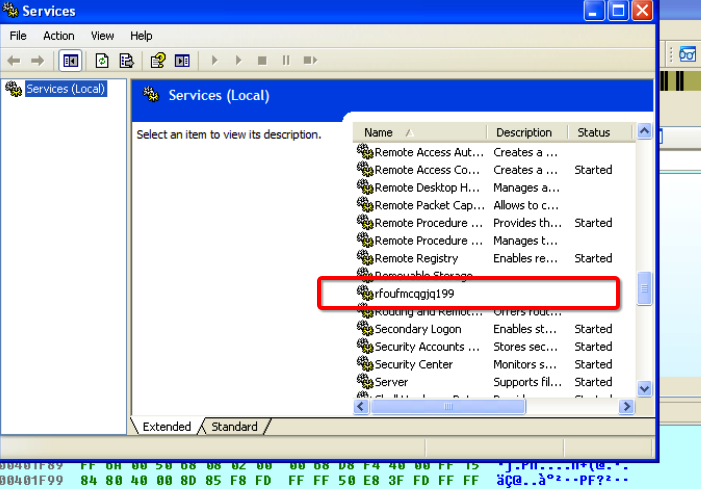 Services
File Action View Help
Services (Local)
Services (Local)
Select an item to view its description.
Name Description Status
Remote Access Aut... Creates a ...
Remote Access Co... Creates a ... Started
Remote Desktop H... Manages a...
Remote Packet Cap... Allows to c...
Remote Procedure ... Provides th... Started
Remote Procedure ... Manages t...
Remote Registry Enables re... Started
Removable Storage
rfoufmcqgjq199
Routing and Remot... Offers rout...
Secondary Logon Enables st... Started
Security Accounts ... Stores sec... Started
Security Center Monitors s... Started
Server Supports fil... Started
Extended Standard
00401F89 FF 6A 00 50 68 08 02 00 00 68 D8 F4 40 00 FF 15
00401F99 84 80 40 00 8D 85 F8 FD FF FF 50 E8 3F FD FF FF äÇ@..à°²··PF?²··